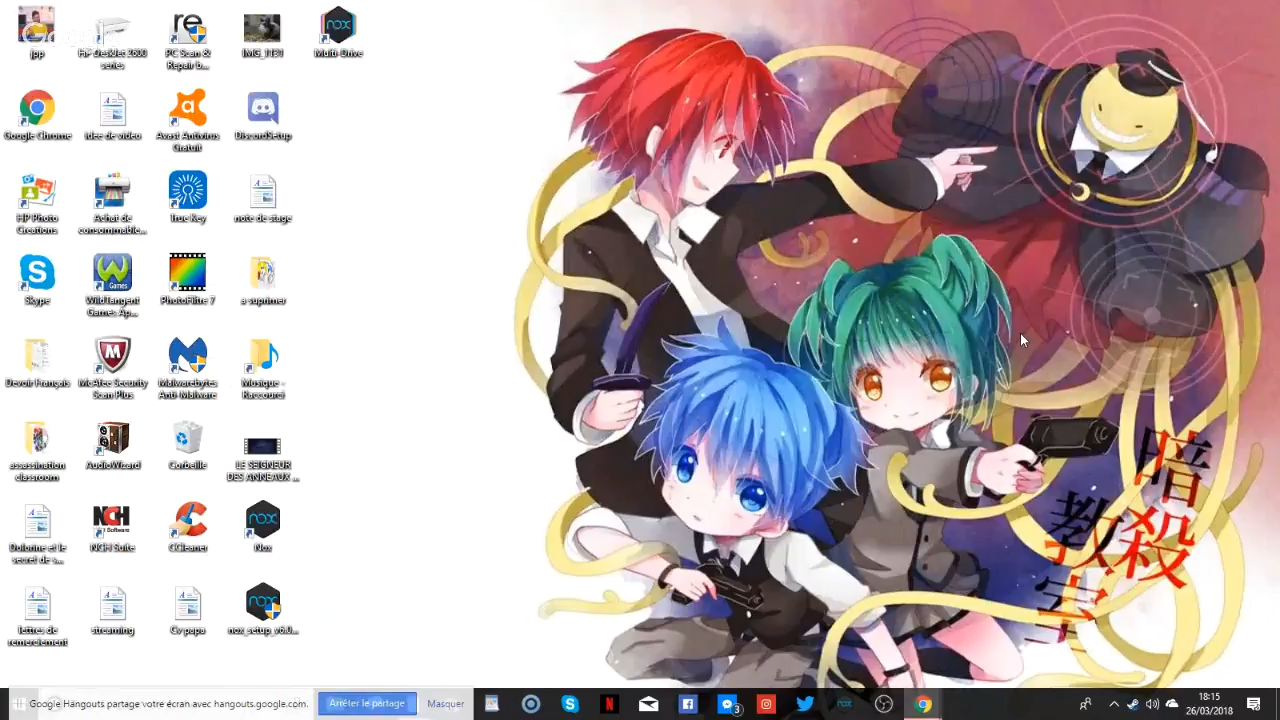 jpp
HP DeskJet 2600
series
PC Scan &
Repair b...
IMG_1131
Multi-Drive
Google Chrome
idee de video
Avast Antivirus
Gratuit
DiscordSetup
HP Photo
Creations
Achat de
consommable...
True Key
note de stage
Skype
WildTangent
Games Ap...
PhotoFiltre 7
a suprimer
Devoir Français
McAfee Security
Scan Plus
Malwarebytes
Anti-Malware
Musique -
Raccourci
assassination
classroom
AudioWizard
Corbeille
LE SEIGNEUR
DES ANNEAUX ...
Dolorine et le
secret de s...
NCH Suite
CCleaner
Nox
lettres de
remerciement
streaming
Cv papa
nox_setup_v6.0...
暗殺
教室
Google Hangouts partage votre écran avec hangouts.google.com.
Arrêter le partage
Masquer
3
18:15
26/03/2018